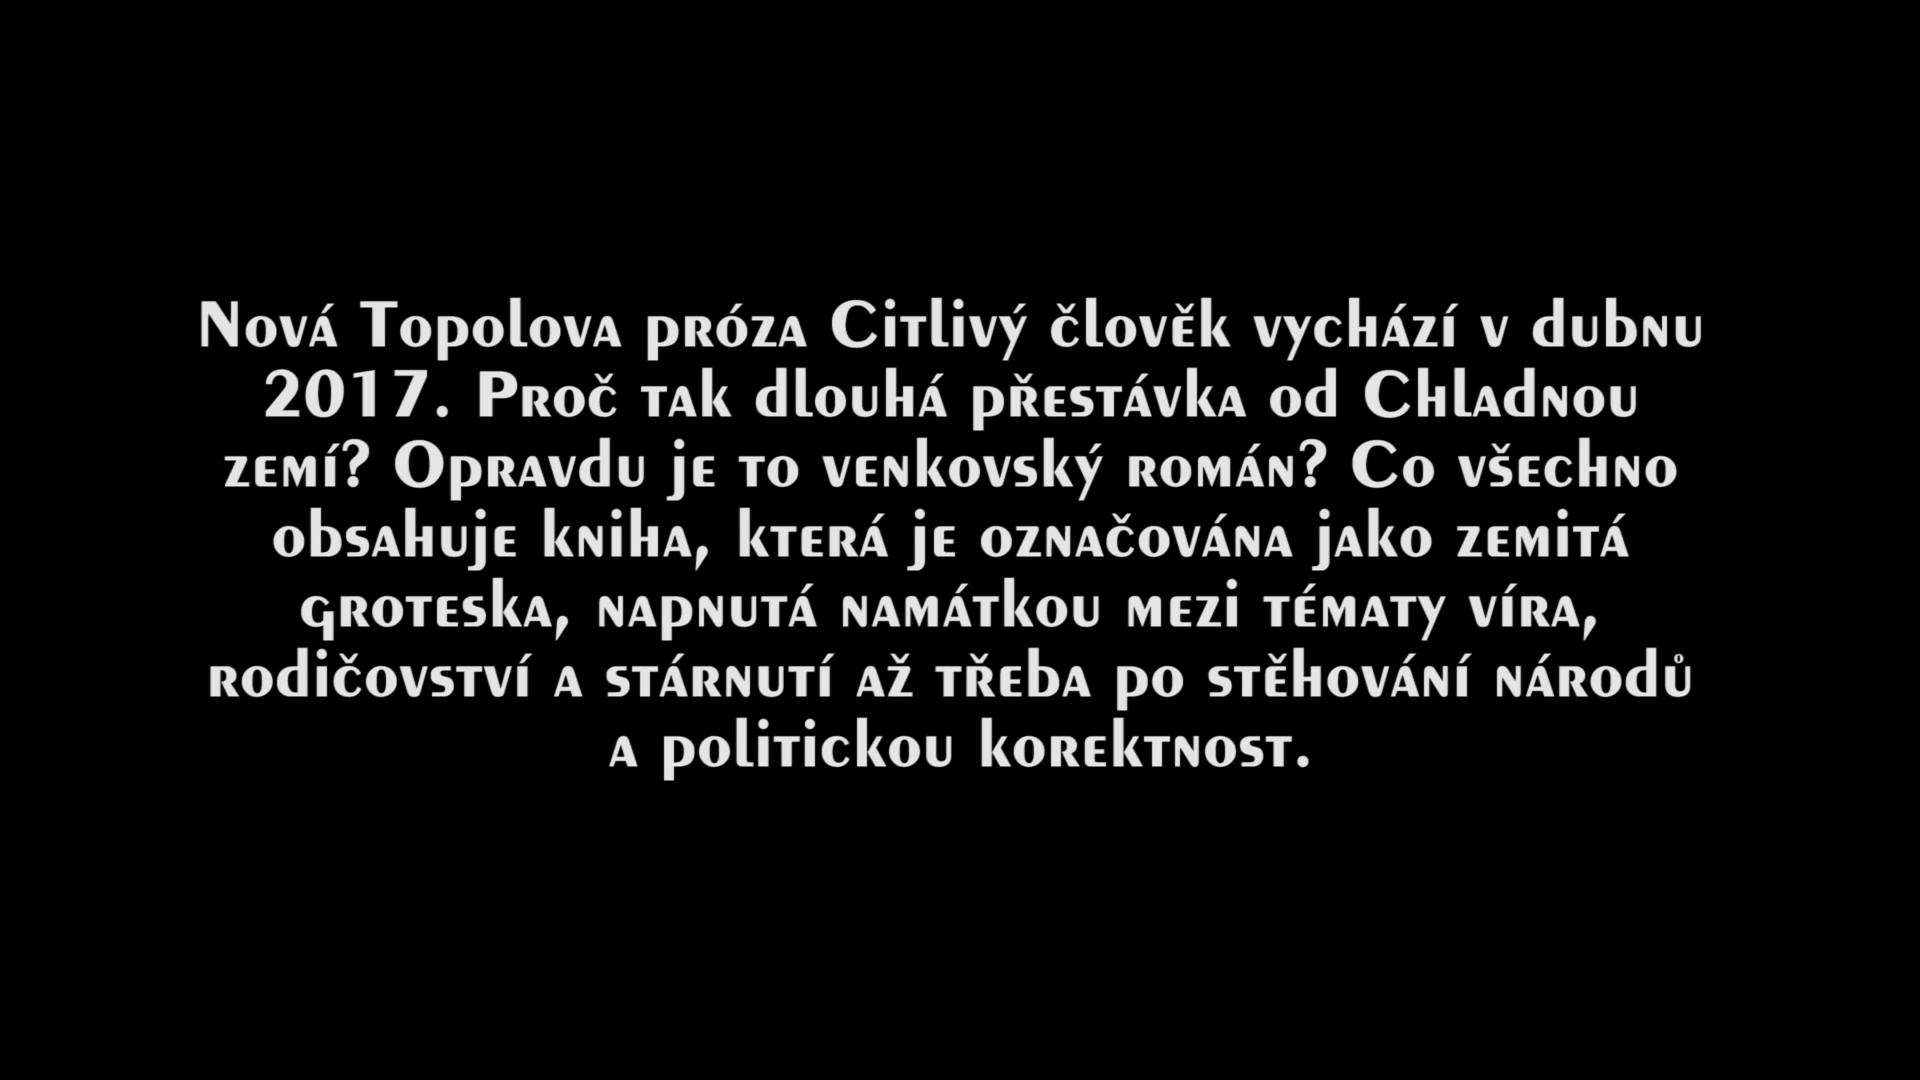 Nová Topolova próza Citlivý člověk vychází v dubnu
2017. Proč tak dlouhá přestávka od Chladnou
zemí? Opravdu je to venkovský román? Co všechno
obsahuje kniha, která je označována jako zemitá
groteska, napnutá namátkou mezi tématy víra,
rodičovství a stárnutí až třeba po stěhování národů
a politickou korektnost.